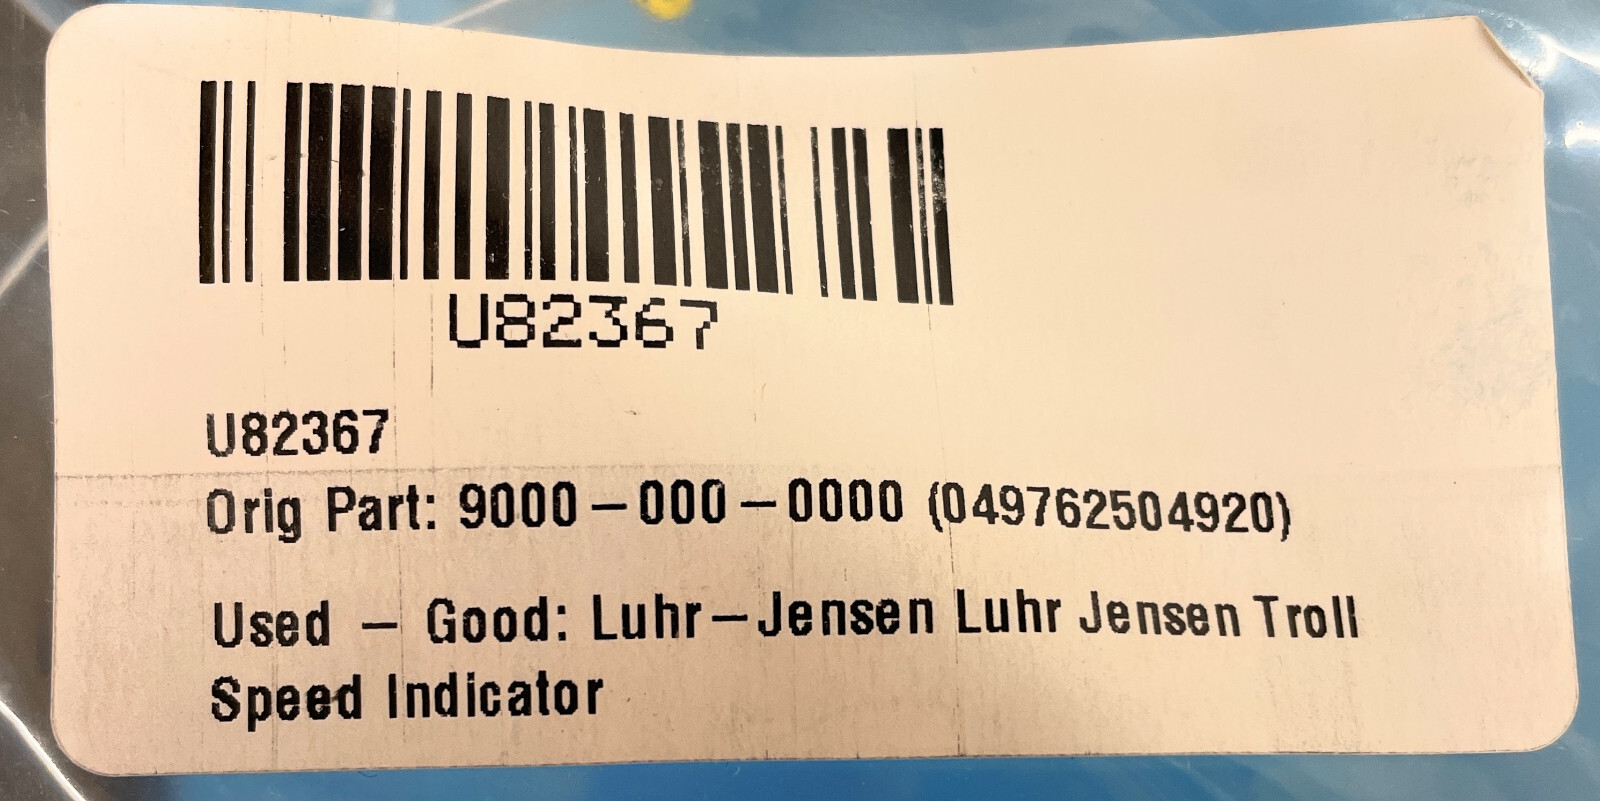 U82367
U82367
Orig Part: 9000-000-0000 (049762504920)
Used - Good: Luhr-Jensen Luhr Jensen Troll
Speed Indicator